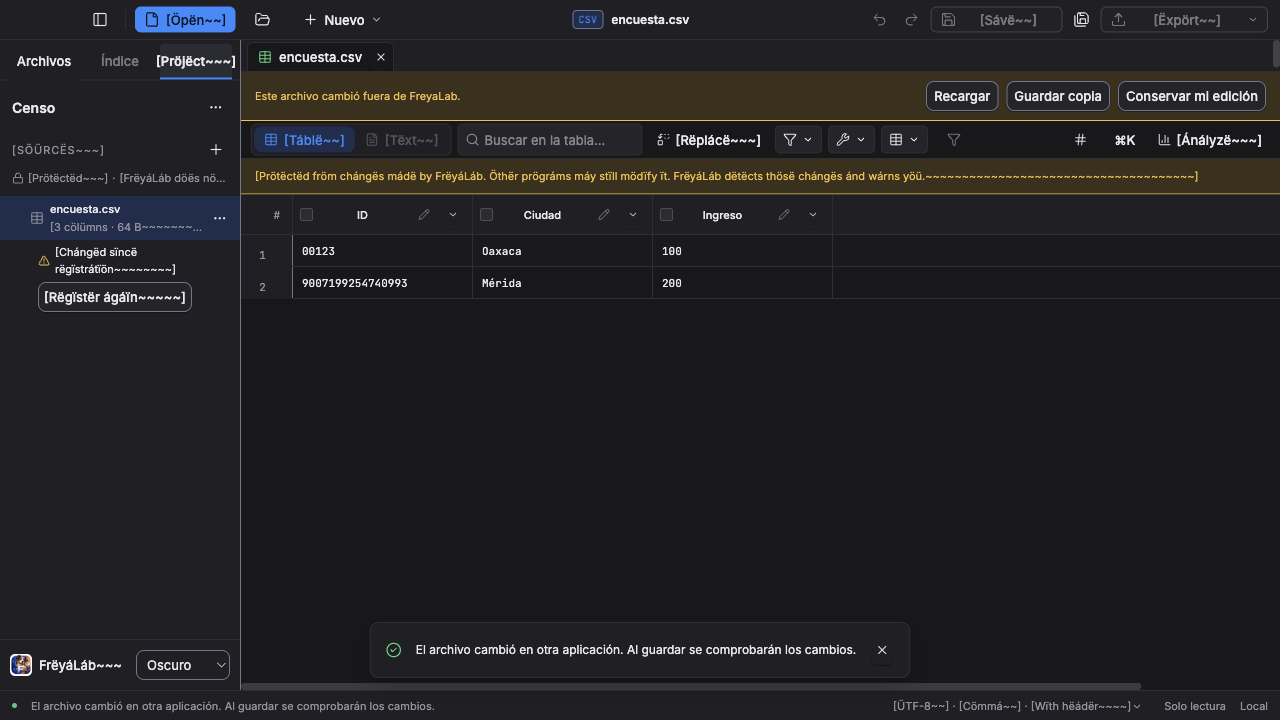 [Öpën~~]
Nuevo
CSV encuesta.csv
[Sávë~~]
[Ëxpört~~]
Archivos
Índice
[Pröjëct~~~]
encuesta.csv
Censo
Este archivo cambió fuera de FreyaLab.
Recargar
Guardar copia
Conservar mi edición
[SÖÜRCËS~~~]
[Táblë~~]
[Tëxt~~]
Buscar en la tabla...
[Rëplácë~~~]
⌘K
[Ánályzë~~~]
[Prötëctëd~~~] · [FrëyáLáb döës nö...
[Prötëctëd fröm chángës mádë by FrëyáLáb. Öthër prögráms máy stïll mödïfy ït. FrëyáLáb dëtëcts thösë chángës ánd wárns yöü.~~~~~~~~~~~~~~~~~~~~~~~~~~~~~~~~~~~~~]
encuesta.csv
[3 cölümns · 64 B~~~~~~~...
[Chángëd sïncë
rëgïstrátïön~~~~~~~~]
[Rëgïstër ágáïn~~~~~]
# ID Ciudad Ingreso
1 00123 Oaxaca 100
2 9007199254740993 Mérida 200
El archivo cambió en otra aplicación. Al guardar se comprobarán los cambios.
FrëyáLáb~~~
Oscuro
El archivo cambió en otra aplicación. Al guardar se comprobarán los cambios.
[ÜTF-8~~] · [Cömmá~~] · [Wïth hëádër~~~~]
Solo lectura
Local